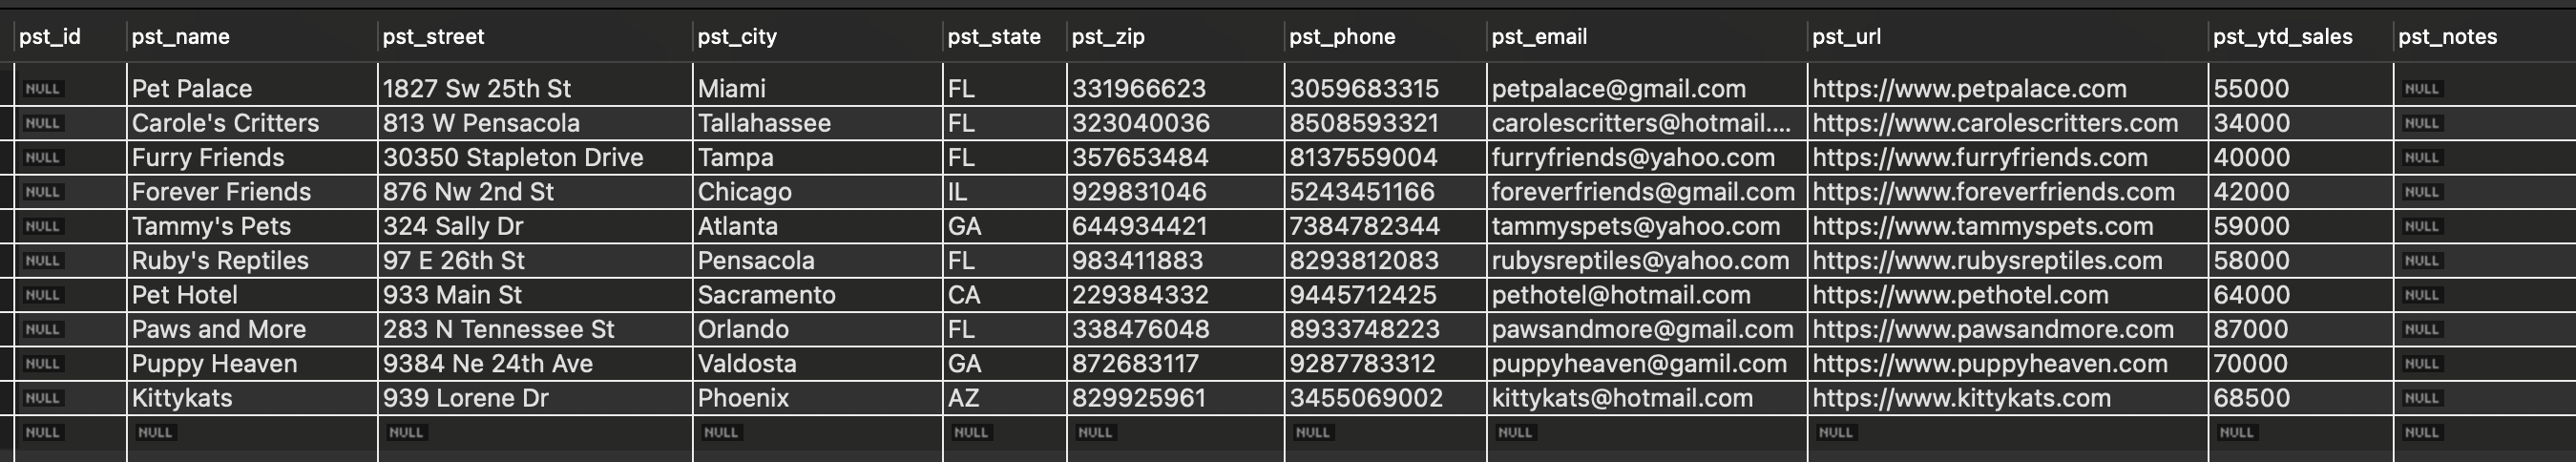 pst_id pst_name pst_street pst_city pst_state pst_zip pst_phone pst_email pst_url pst_ytd_sales pst_notes
NULL Pet Palace 1827 Sw 25th St Miami FL 331966623 3059683315 petpalace@gmail.com https://www.petpalace.com 55000 NULL
NULL Carole's Critters 813 W Pensacola Tallahassee FL 323040036 8508593321 carolescritters@hotmail.... https://www.carolescritters.com 34000 NULL
NULL Furry Friends 30350 Stapleton Drive Tampa FL 357653484 8137559004 furryfriends@yahoo.com https://www.furryfriends.com 40000 NULL
NULL Forever Friends 876 Nw 2nd St Chicago IL 929831046 5243451166 foreverfriends@gmail.com https://www.foreverfriends.com 42000 NULL
NULL Tammy's Pets 324 Sally Dr Atlanta GA 644934421 7384782344 tammyspets@yahoo.com https://www.tammyspets.com 59000 NULL
NULL Ruby's Reptiles 97 E 26th St Pensacola FL 983411883 8293812083 rubysreptiles@yahoo.com https://www.rubysreptiles.com 58000 NULL
NULL Pet Hotel 933 Main St Sacramento CA 229384332 9445712425 pethotel@hotmail.com https://www.pethotel.com 64000 NULL
NULL Paws and More 283 N Tennessee St Orlando FL 338476048 8933748223 pawsandmore@gmail.com https://www.pawsandmore.com 87000 NULL
NULL Puppy Heaven 9384 Ne 24th Ave Valdosta GA 872683117 9287783312 puppyheaven@gamil.com https://www.puppyheaven.com 70000 NULL
NULL Kittykats 939 Lorene Dr Phoenix AZ 829925961 3455069002 kittykats@hotmail.com https://www.kittykats.com 68500 NULL
NULL NULL NULL NULL NULL NULL NULL NULL NULL NULL NULL